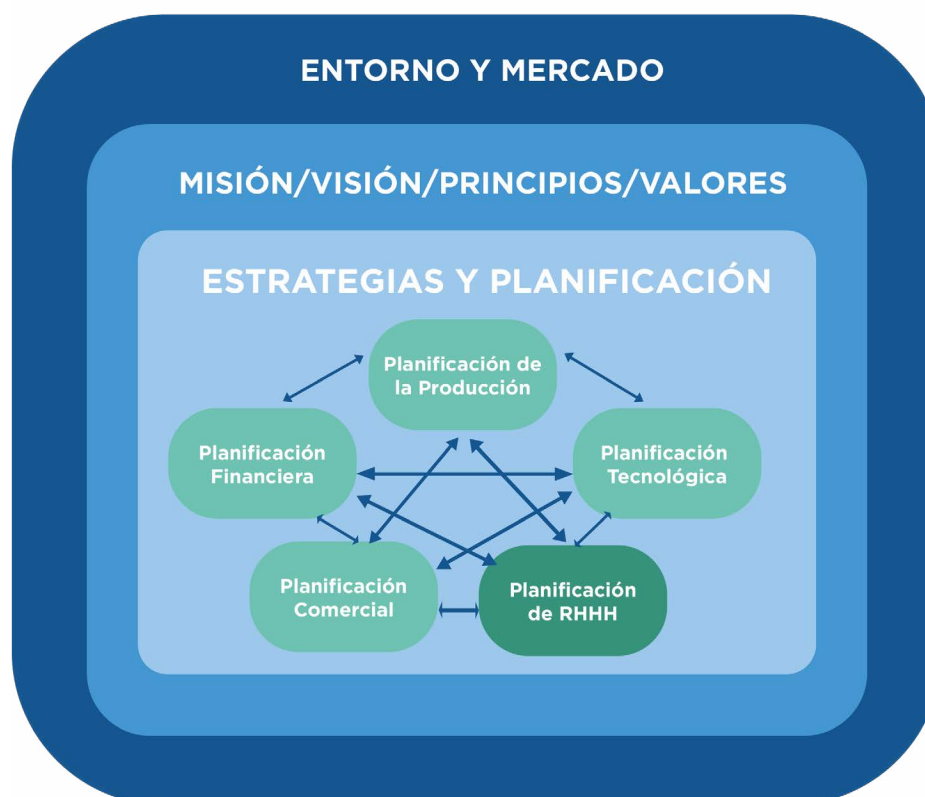 ENTORNO Y MERCADO
MISIÓN/VISIÓN/PRINCIPIOS/VALORES
ESTRATEGIAS Y PLANIFICACIÓN
Planificación de
la Producción
Planificación
Financiera
Planificación
Tecnológica
Planificación
Comercial
Planificación
de RHHH